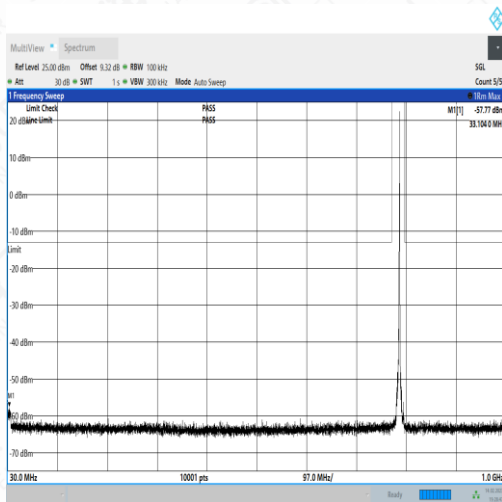 MultiView Spectrum
Ref Level 25.00 dBm Offset 9.32 dB RBW 100 kHz SGL
Att 30 dB SWT 1 s VBW 300 kHz Mode Auto Sweep Count 5/5
1 Frequency Sweep 1Rm Max
Limit Check PASS M1[1] -57.77 dBm
20 dBm Line Limit PASS 33.1040 MH
10 dBm
0 dBm
-10 dBm
Limit
-20 dBm
-30 dBm
-40 dBm
-50 dBm
M1
-60 dBm
-70 dBm
30.0 MHz 10001 pts 97.0 MHz/ 1.0 GHz
Ready